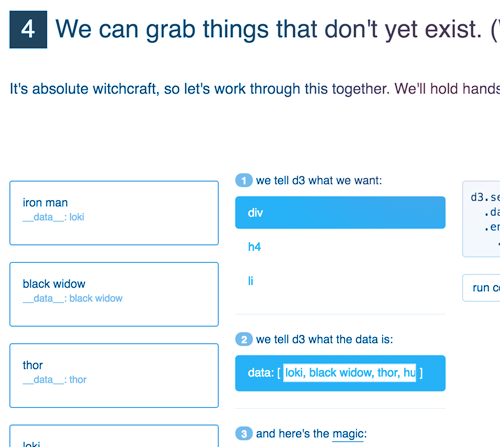 4 We can grab things that don't yet exist. (
It's absolute witchcraft, so let's work through this together. We'll hold hands
iron man
__data__: loki
black widow
__data__: black widow
thor
__data__: thor
loki
1 we tell d3 what we want:
div
h4
li
2 we tell d3 what the data is:
data: [ loki, black widow, thor, hu ]
3 and here's the magic:
d3.se
.da
.en
.
run co